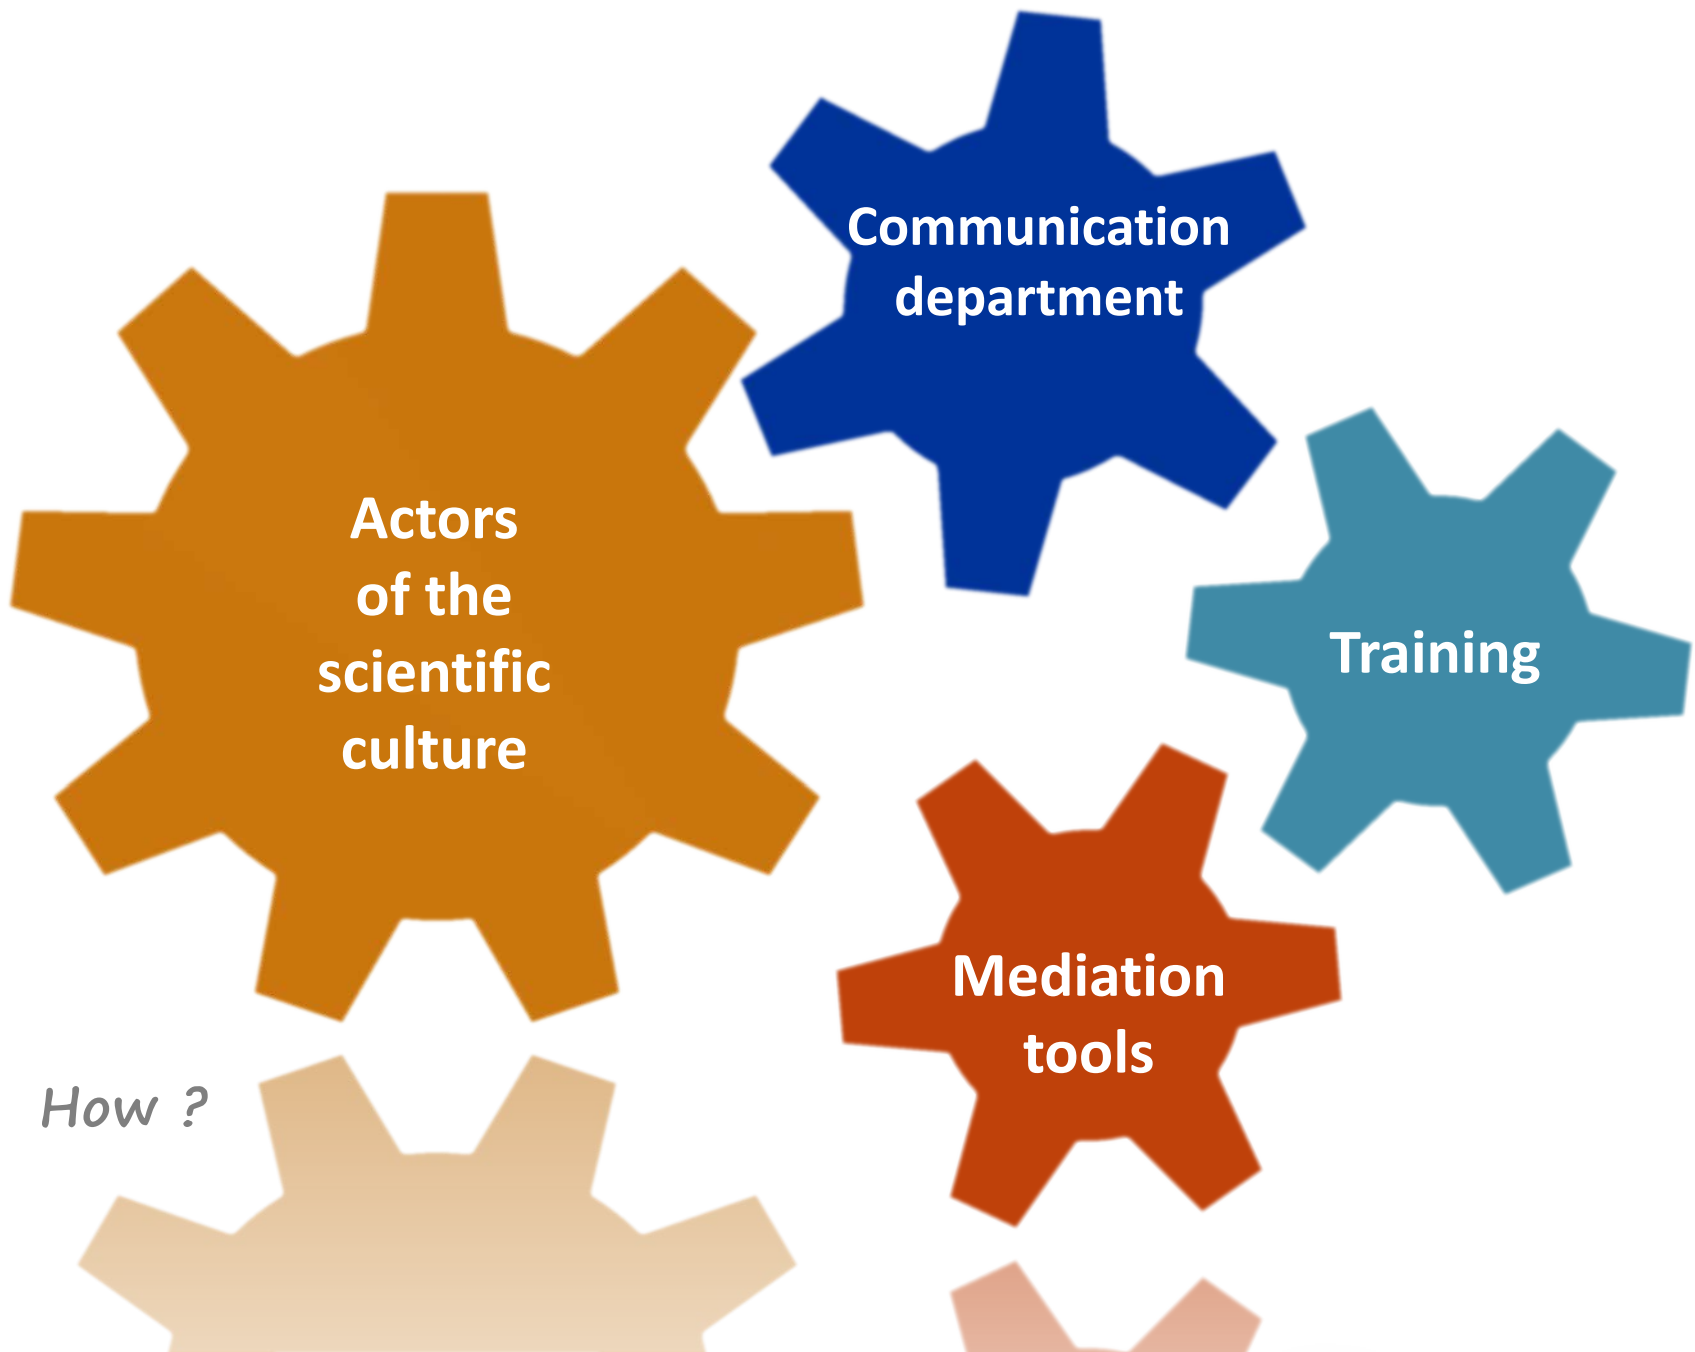 Communication
department
Actors
of the
scientific
culture
Training
Mediation
tools
How ?